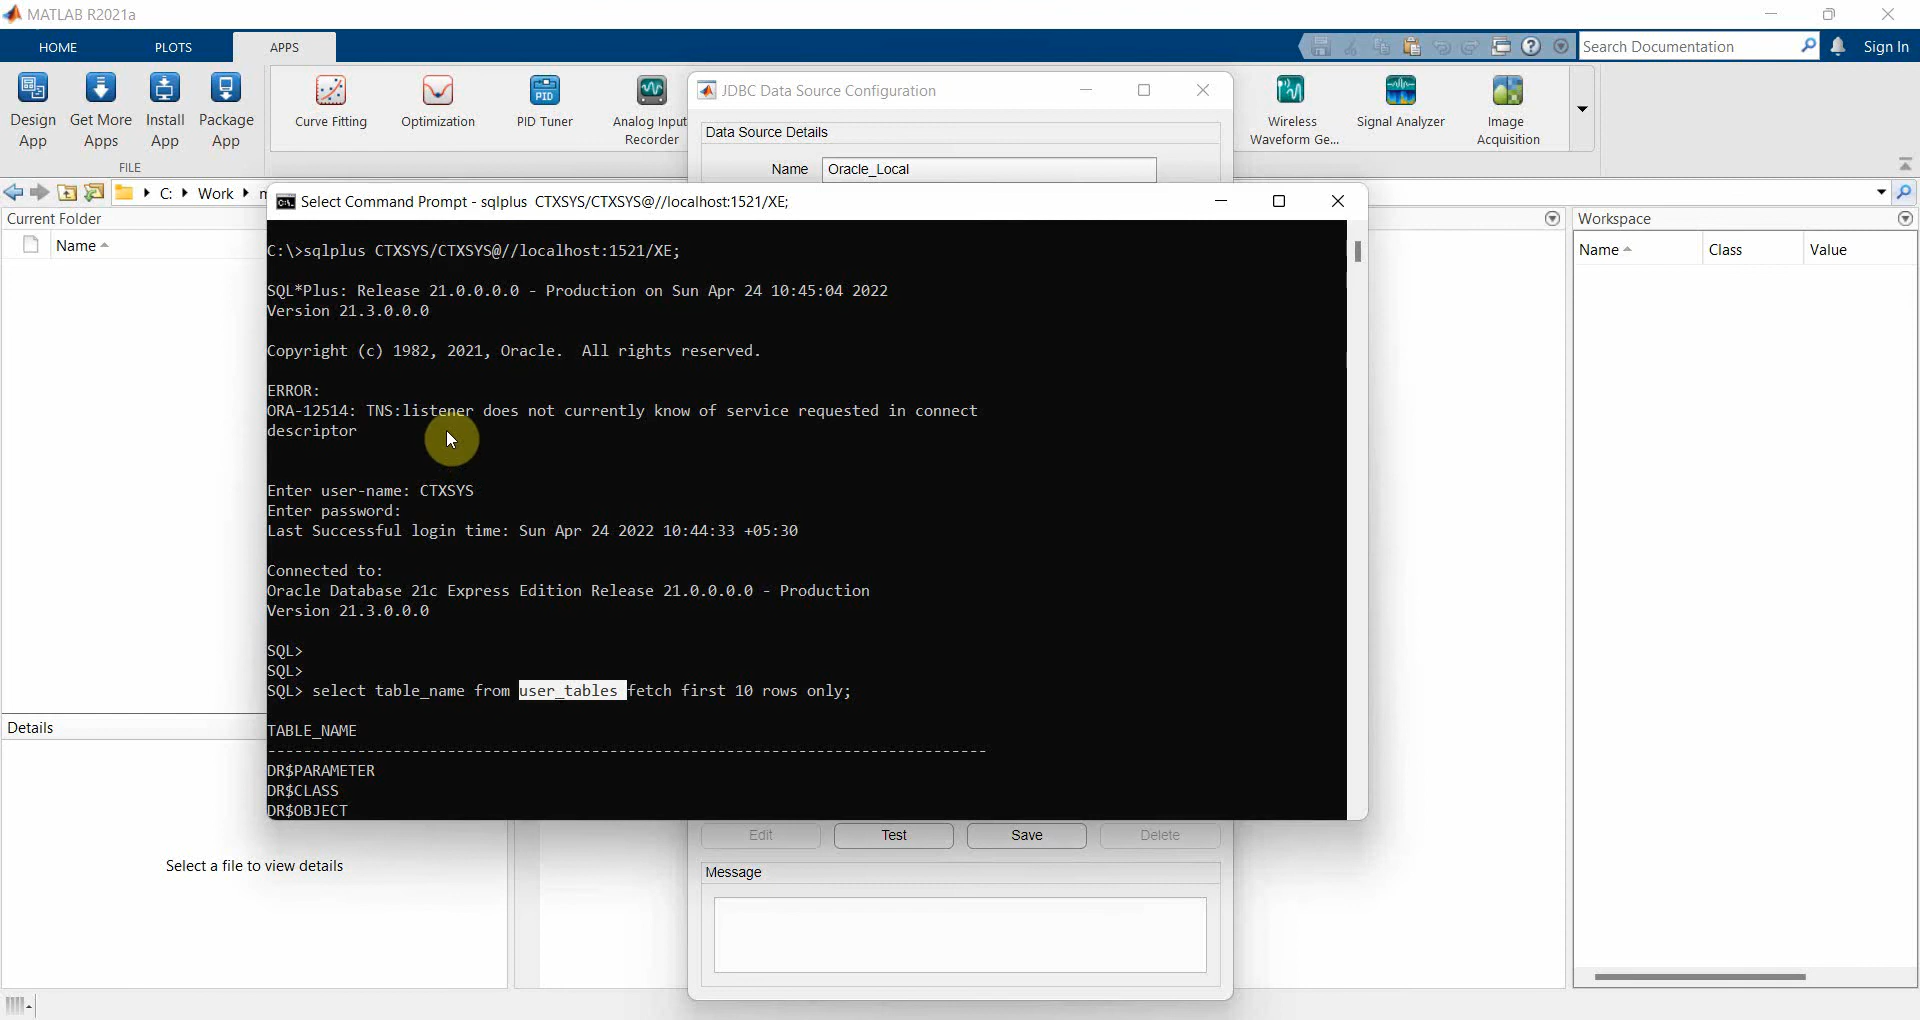 MATLAB R2021a
HOME PLOTS APPS
Search Documentation
Sign In
Design App
Get More Apps
Install App
Package App
FILE
Curve Fitting
Optimization
PID
PID Tuner
Analog Input Recorder
Wireless Waveform Ge...
Signal Analyzer
Image Acquisition
JDBC Data Source Configuration
Data Source Details
Name Oracle_Local
C: Work
Current Folder
Name
Select Command Prompt - sqlplus CTXSYS/CTXSYS@//localhost:1521/XE;
C:\>sqlplus CTXSYS/CTXSYS@//localhost:1521/XE;
SQL*Plus: Release 21.0.0.0.0 - Production on Sun Apr 24 10:45:04 2022
Version 21.3.0.0.0
Copyright (c) 1982, 2021, Oracle.  All rights reserved.
ERROR:
ORA-12514: TNS:listener does not currently know of service requested in connect
descriptor
Enter user-name: CTXSYS
Enter password:
Last Successful login time: Sun Apr 24 2022 10:44:33 +05:30
Connected to:
Oracle Database 21c Express Edition Release 21.0.0.0.0 - Production
Version 21.3.0.0.0
SQL>
SQL>
SQL> select table_name from user_tables fetch first 10 rows only;
TABLE_NAME
--------------------------------------------------------------------------------
DR$PARAMETER
DR$CLASS
DR$OBJECT
Workspace
Name Class Value
Details
Select a file to view details
Edit Test Save Delete
Message